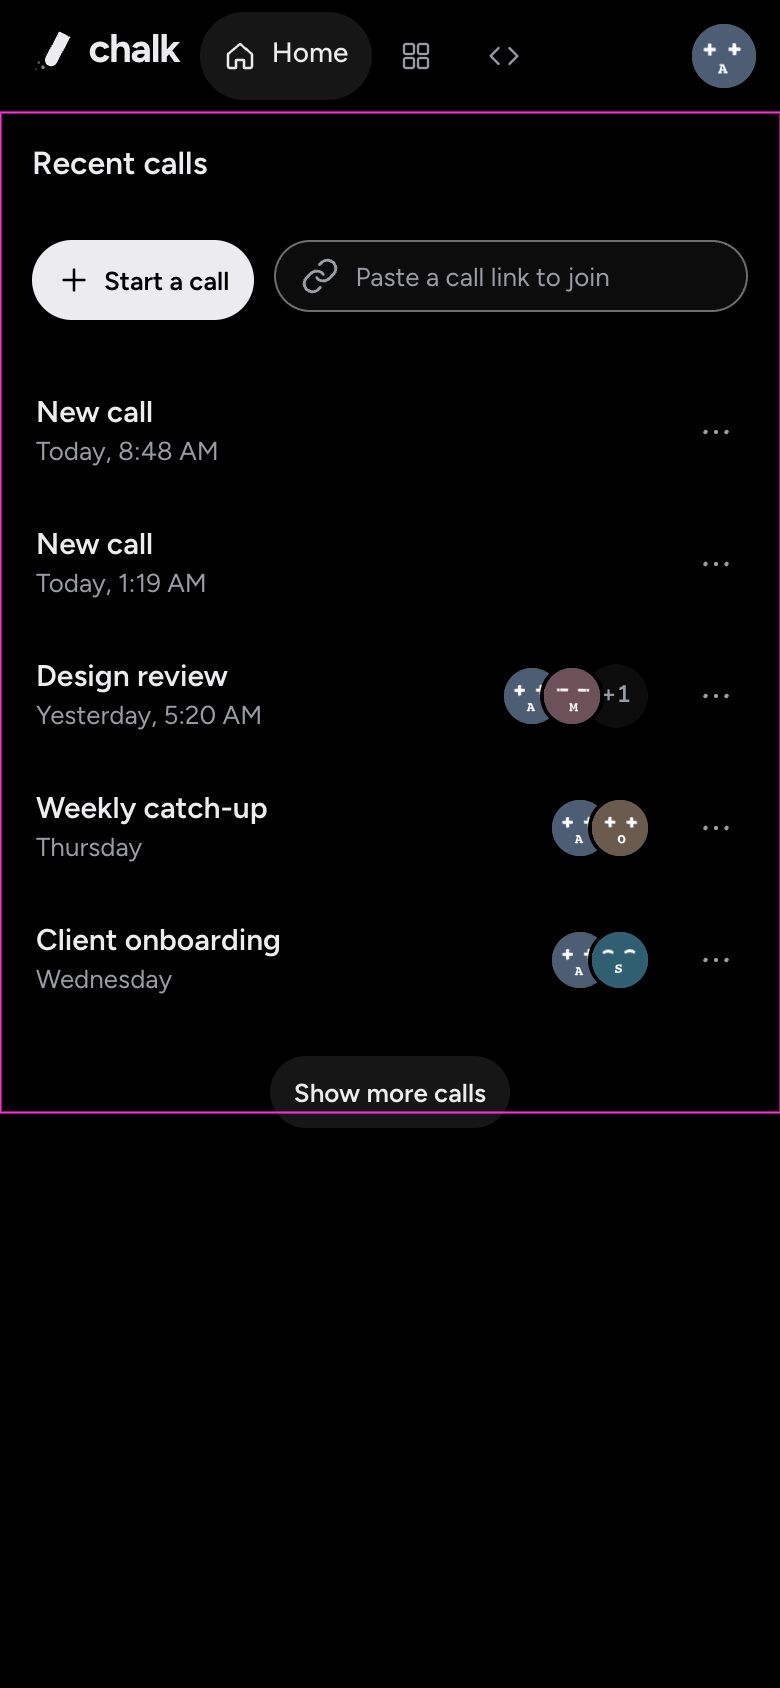 chalk
Home
Recent calls
Start a call
Paste a call link to join
New call
Today, 8:48 AM
New call
Today, 1:19 AM
Design review
Yesterday, 5:20 AM
A
M
+1
Weekly catch-up
Thursday
A
O
Client onboarding
Wednesday
A
S
Show more calls
A